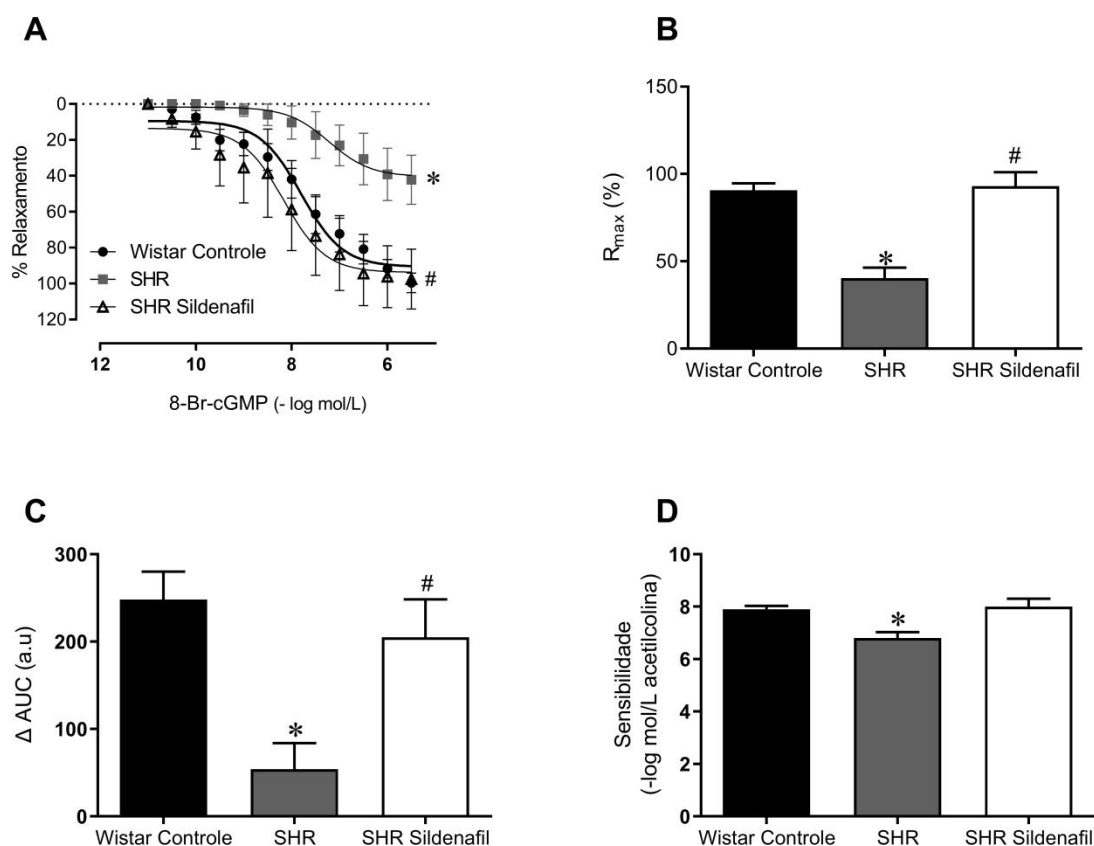 A
0
20
40
60
80
100
120
% Relaxamento
Wistar Controle
SHR
SHR Sildenafil
*
#
12
10
8
6
8-Br-cGMP (- log mol/L)
B
150
100
50
0
Rmax (%)
*
#
Wistar Controle
SHR
SHR Sildenafil
C
300
200
100
0
Δ AUC (a.u)
*
#
Wistar Controle
SHR
SHR Sildenafil
D
10
8
6
4
2
0
Sensibilidade
(-log mol/L acetilcolina)
*
Wistar Controle
SHR
SHR Sildenafil